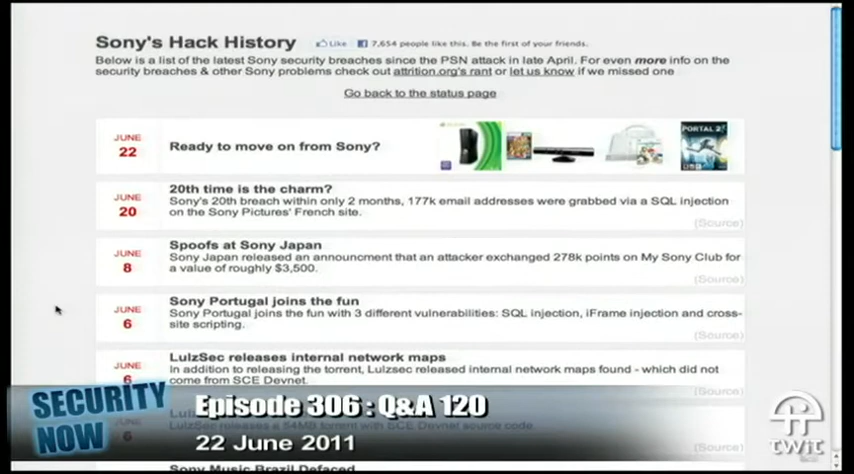 Sony's Hack History Like 7,654 people like this. Be the first of your friends.
Below is a list of the latest Sony security breaches since the PSN attack in late April. For even more info on the
security breaches & other Sony problems check out attrition.org's rant or let us know if we missed one
Go back to the status page
JUNE
22
Ready to move on from Sony?
PORTAL 2
JUNE
20
20th time is the charm?
Sony's 20th breach within only 2 months, 177k email addresses were grabbed via a SQL injection
on the Sony Pictures' French site.
(Source)
JUNE
8
Spoofs at Sony Japan
Sony Japan released an announcment that an attacker exchanged 278k points on My Sony Club for
a value of roughly $3,500.
(Source)
JUNE
6
Sony Portugal joins the fun
Sony Portugal joins the fun with 3 different vulnerabilities: SQL injection, iFrame injection and cross-
site scripting.
(Source)
JUNE
6
LulzSec releases internal network maps
In addition to releasing the torrent, Lulzsec released internal network maps found - which did not
come from SCE Devnet.
(Source)
6
LulzSec releases a 54MB torrent with SCE Devnet source code.
(Source)
Sony Music Brazil Defaced
SECURITY
NOW
Episode 306 : Q&A 120
22 June 2011
TWiT